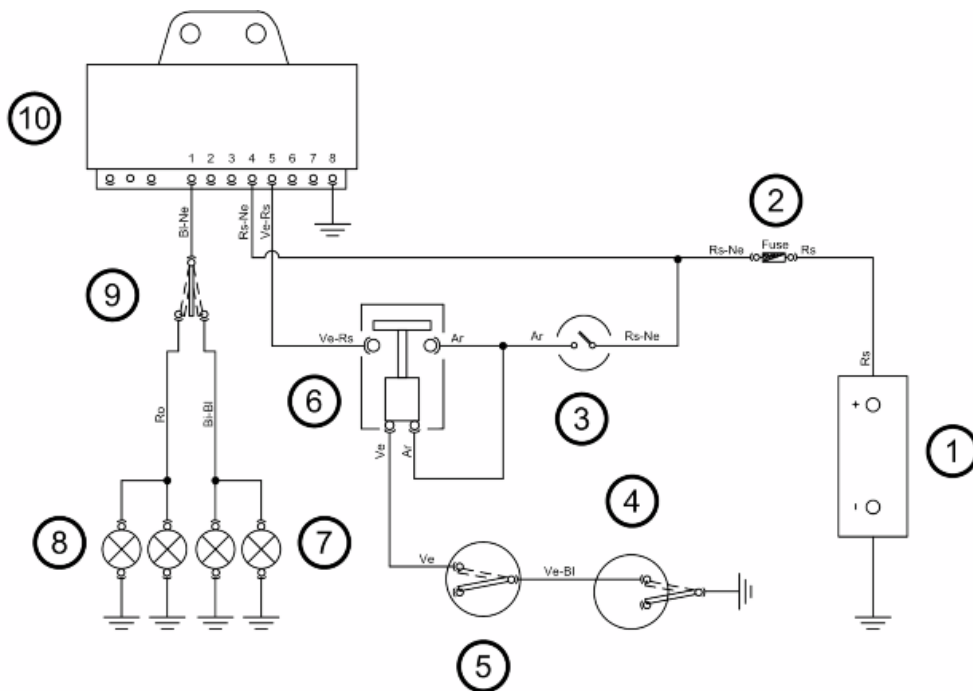 10
1 2 3 4 5 6 7 8
Bl-Ne
Rs-Ne
Ve-Rs
2
Rs-Ne
Fuse
Rs
9
Ve-Rs
Ar
Ar
Rs-Ne
Rs
6
3
+
1
Ro
Bi-Bl
Ve
Ar
-
4
8
7
Ve
Ve-Bl
5